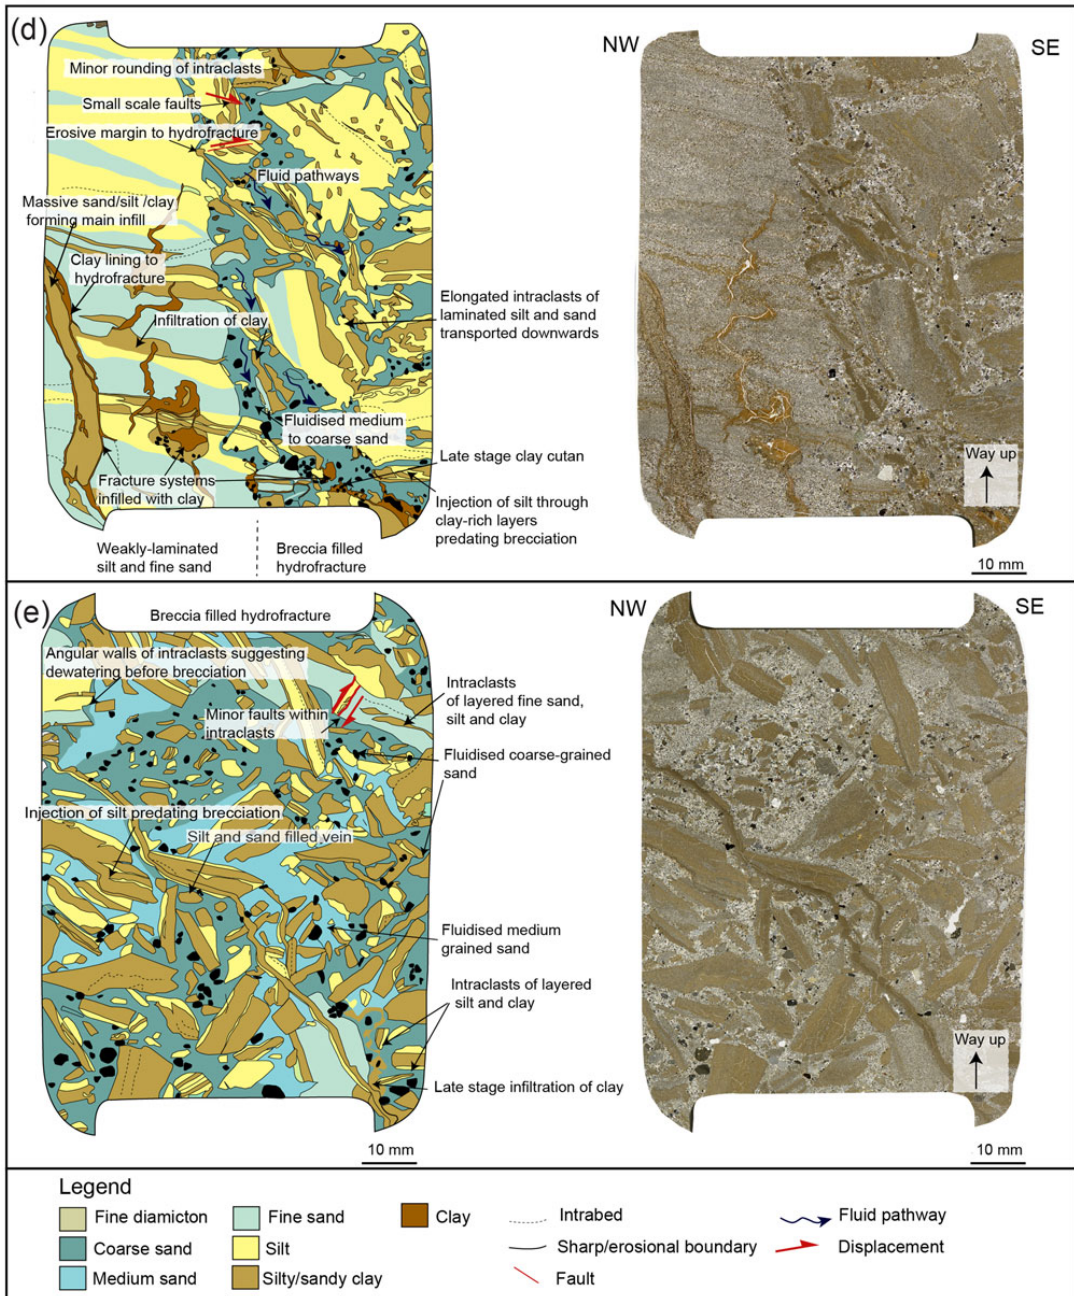 (d)
NW
SE
Minor rounding of intraclasts
Small scale faults
Erosive margin to hydrofracture
Fluid pathways
Massive sand/silt /clay
forming main infill
Clay lining to
hydrofracture
Infiltration of clay
Elongated intraclasts of
laminated silt and sand
transported downwards
Fluidised medium
to coarse sand
Late stage clay cutan
Fracture systems
infilled with clay
Injection of silt through
clay-rich layers
predating brecciation
Way up
Weakly-laminated
silt and fine sand
Breccia filled
hydrofracture
10 mm
(e)
Breccia filled hydrofracture
NW
SE
Angular walls of intraclasts suggesting
dewatering before brecciation
Intraclasts
of layered fine sand,
silt and clay
Minor faults within
intraclasts
Fluidised coarse-grained
sand
Injection of silt predating brecciation
Silt and sand filled vein
Fluidised medium
grained sand
Intraclasts of layered
silt and clay
Way up
Late stage infiltration of clay
10 mm
10 mm
Legend
Fine diamicton
Fine sand
Clay
Intrabed
Fluid pathway
Coarse sand
Silt
Sharp/erosional boundary
Displacement
Medium sand
Silty/sandy clay
Fault